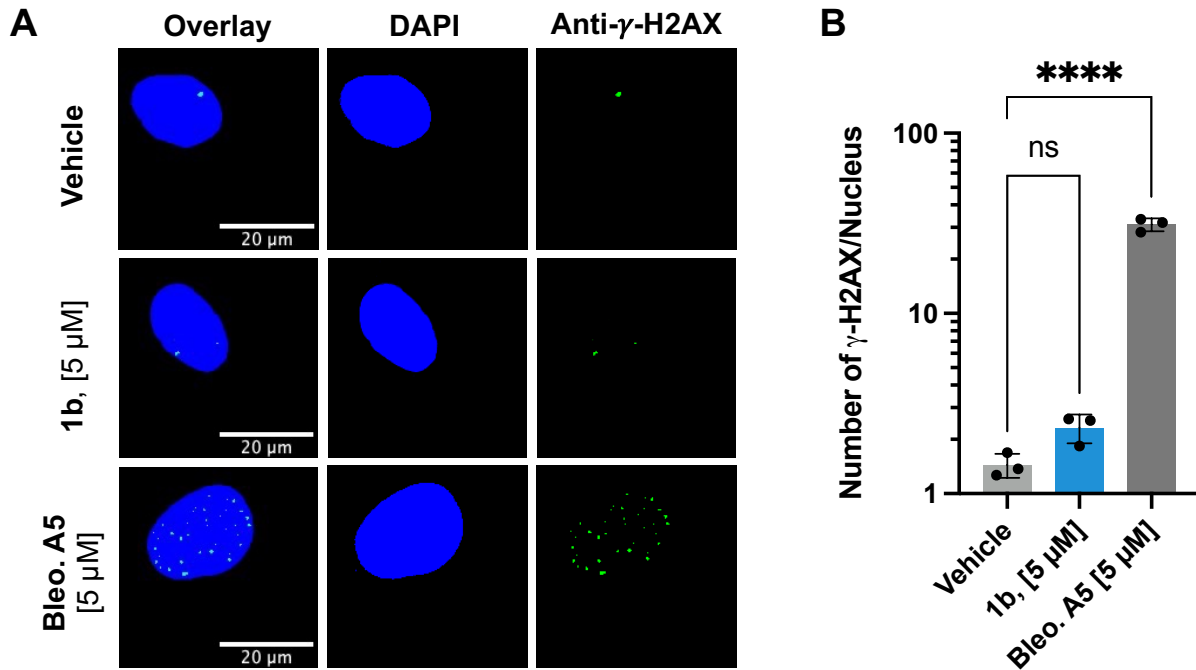 A
Overlay
DAPI
Anti-γ-H2AX
Vehicle
20 µm
1b, [5 µM]
20 µm
Bleo. A5
[5 µM]
20 µm
B
Number of γ-H2AX/Nucleus
100
10
1
****
ns
Vehicle
1b, [5 µM]
Bleo. A5 [5 µM]